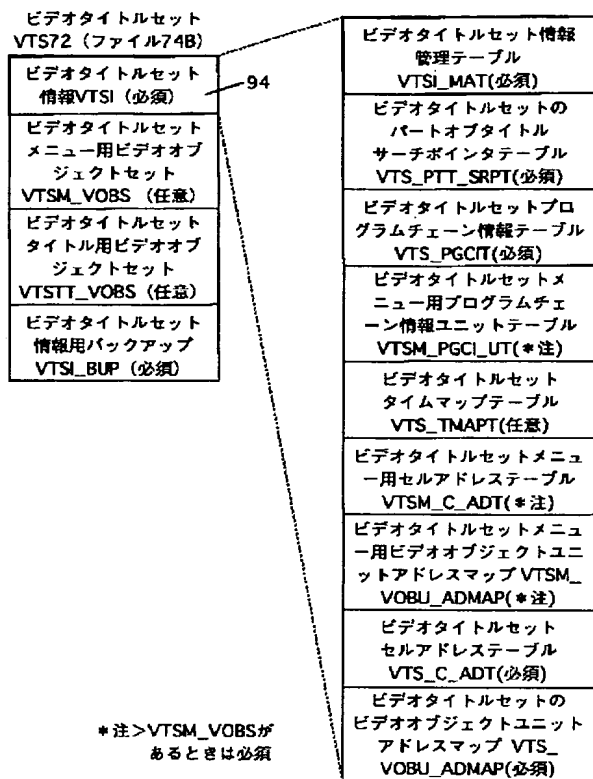 ビデオタイトルセット
VTS72（ファイル74B）
ビデオタイトルセット
情報VTSI（必須）
94
ビデオタイトルセット
メニュー用ビデオオブ
ジェクトセット
VTSM_VOBS（任意）
ビデオタイトルセット
タイトル用ビデオオブ
ジェクトセット
VTSTT_VOBS（任意）
ビデオタイトルセット
情報用バックアップ
VTSI_BUP（必須）
ビデオタイトルセット情報
管理テーブル
VTSI_MAT(必須)
ビデオタイトルセットの
パートオブタイトル
サーチポインタテーブル
VTS_PTT_SRPT(必須)
ビデオタイトルセットプロ
グラムチェーン情報テーブル
VTS_PGCIT(必須)
ビデオタイトルセットメ
ニュー用プログラムチェ
ーン情報ユニットテーブル
VTSM_PGCI_UT(*注)
ビデオタイトルセット
タイムマップテーブル
VTS_TMAPT(任意)
ビデオタイトルセットメニュ
ー用セルアドレステーブル
VTSM_C_ADT(*注)
ビデオタイトルセットメニュ
ー用ビデオオブジェクトユニ
ットアドレスマップ VTSM_
VOBU_ADMAP(*注)
ビデオタイトルセット
セルアドレステーブル
VTS_C_ADT(必須)
ビデオタイトルセットの
ビデオオブジェクトユニット
アドレスマップ VTS_
VOBU_ADMAP(必須)
*注>VTSM_VOBSが
あるときは必須